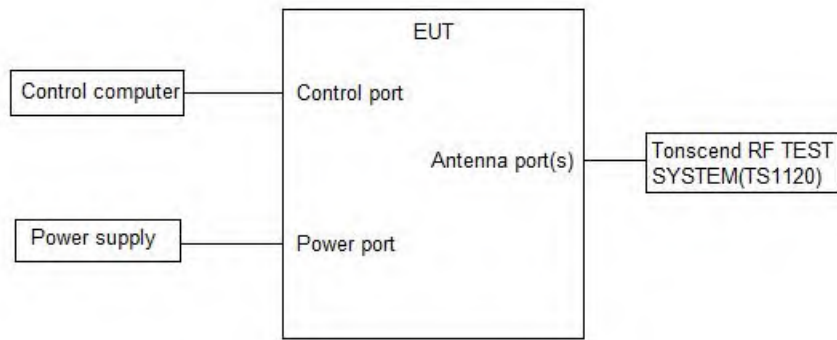 EUT
Control computer
Control port
Antenna port(s)
Tonscend RF TEST
SYSTEM(TS1120)
Power supply
Power port